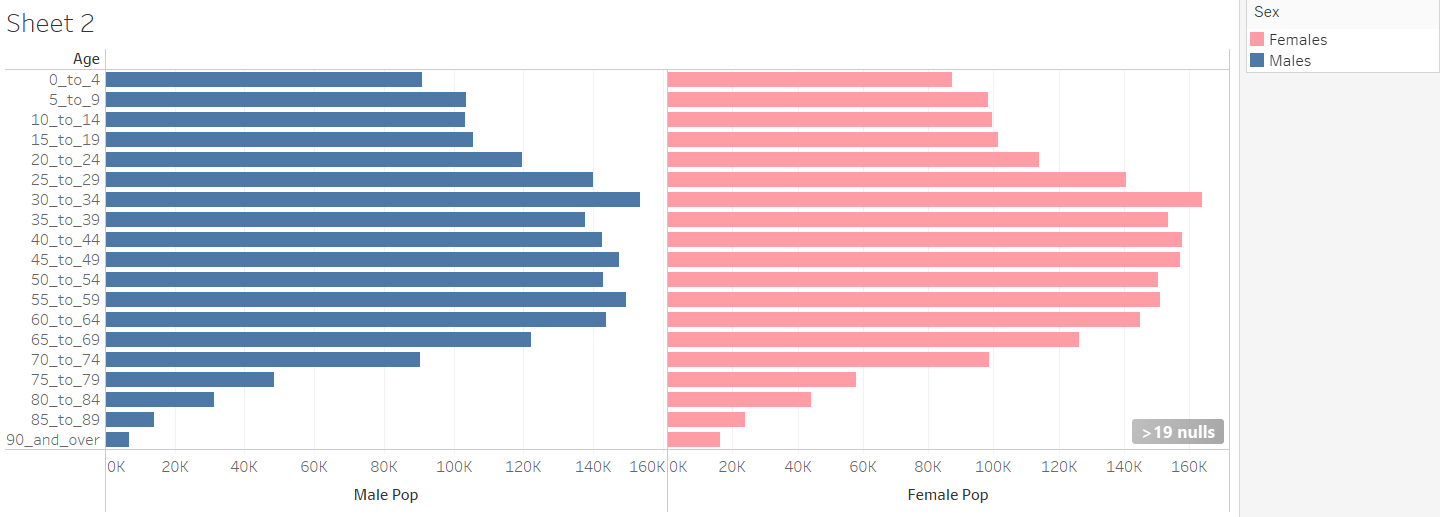 Sheet 2
Age
0_to_4
5_to_9
10_to_14
15_to_19
20_to_24
25_to_29
30_to_34
35_to_39
40_to_44
45_to_49
50_to_54
55_to_59
60_to_64
65_to_69
70_to_74
75_to_79
80_to_84
85_to_89
90_and_over
>19 nulls
0K 20K 40K 60K 80K 100K 120K 140K 160K
0K 20K 40K 60K 80K 100K 120K 140K 160K
Male Pop
Female Pop
Sex
Females
Males